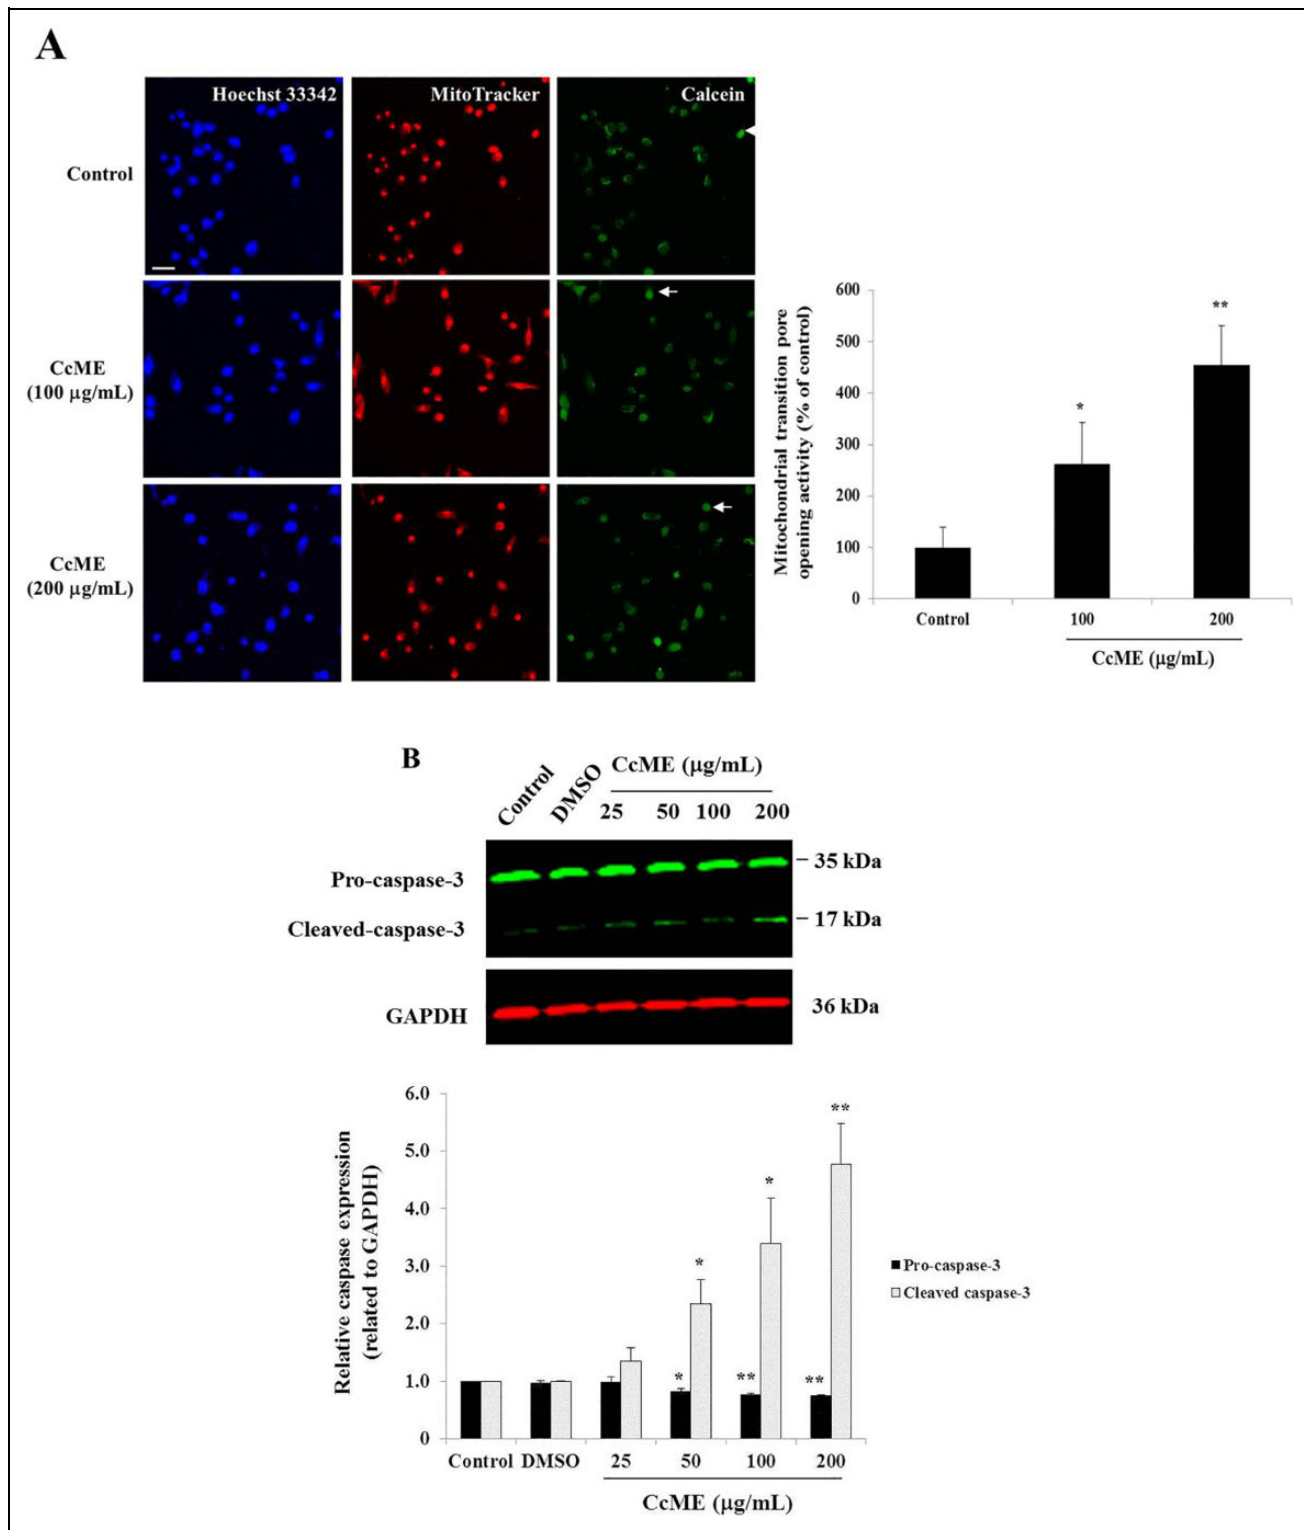 A
Hoechst 33342
MitoTracker
Calcein
Control
CcME
(100 µg/mL)
CcME
(200 µg/mL)
Mitochondrial transition pore
opening activity (% of control)
600
500
400
300
200
100
0
*
**
Control
100
200
CcME (µg/mL)
B
Control
DMSO
CcME (µg/mL)
25
50
100
200
Pro-caspase-3
Cleaved-caspase-3
GAPDH
35 kDa
17 kDa
36 kDa
Relative caspase expression
(related to GAPDH)
6.0
5.0
4.0
3.0
2.0
1.0
0
*
*
**
*
**
**
Pro-caspase-3
Cleaved caspase-3
Control
DMSO
25
50
100
200
CcME (µg/mL)